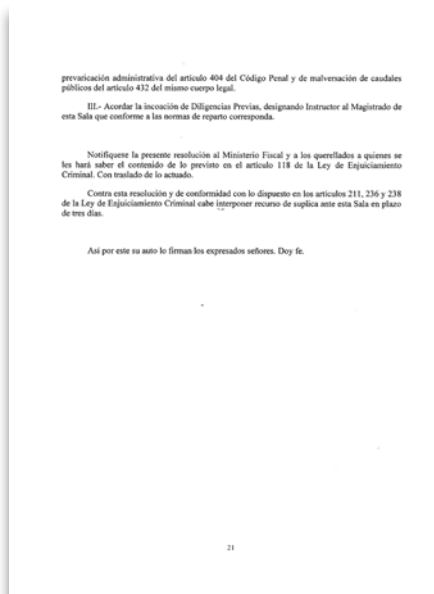 prevaricación administrativa del artículo 404 del Código Penal y de malversación de caudales
públicos del artículo 432 del mismo cuerpo legal.
III.- Acordar la incoación de Diligencias Previas, designando Instructor al Magistrado de
esta Sala que conforme a las normas de reparto corresponda.
Notifíquese la presente resolución al Ministerio Fiscal y a los querellados a quienes se
les hará saber el contenido de lo previsto en el artículo 118 de la Ley de Enjuiciamiento
Criminal. Con traslado de lo actuado.
Contra esta resolución y de conformidad con lo dispuesto en los artículos 211, 236 y 238
de la Ley de Enjuiciamiento Criminal cabe interponer recurso de suplica ante esta Sala en plazo
de tres días.
Así por este su auto lo firman los expresados señores. Doy fe.
21